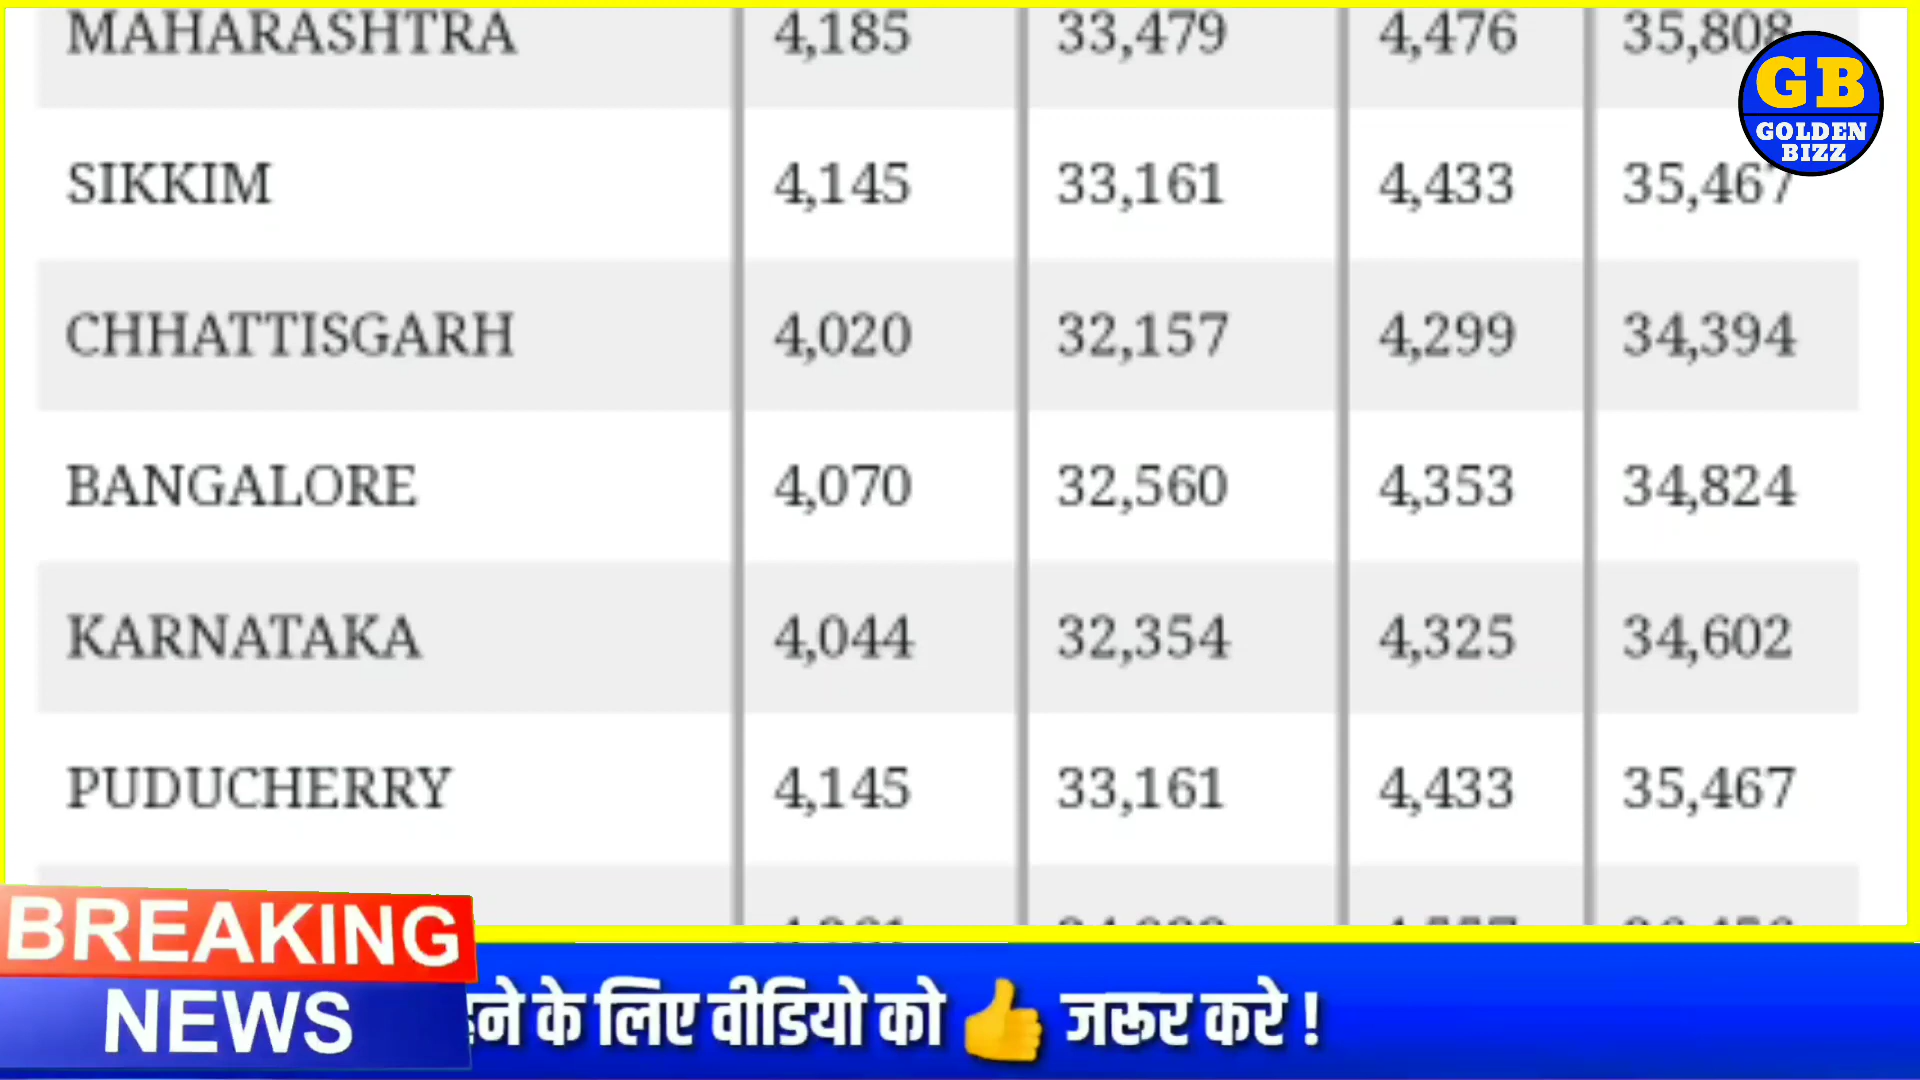 MAHARASHTRA 4,185 33,479 4,476 35,808
GB
GOLDEN
BIZZ
SIKKIM 4,145 33,161 4,433 35,467
CHHATTISGARH 4,020 32,157 4,299 34,394
BANGALORE 4,070 32,560 4,353 34,824
KARNATAKA 4,044 32,354 4,325 34,602
PUDUCHERRY 4,145 33,161 4,433 35,467
BREAKING
NEWS
के लिए वीडियो को 👍 जरूर करे !